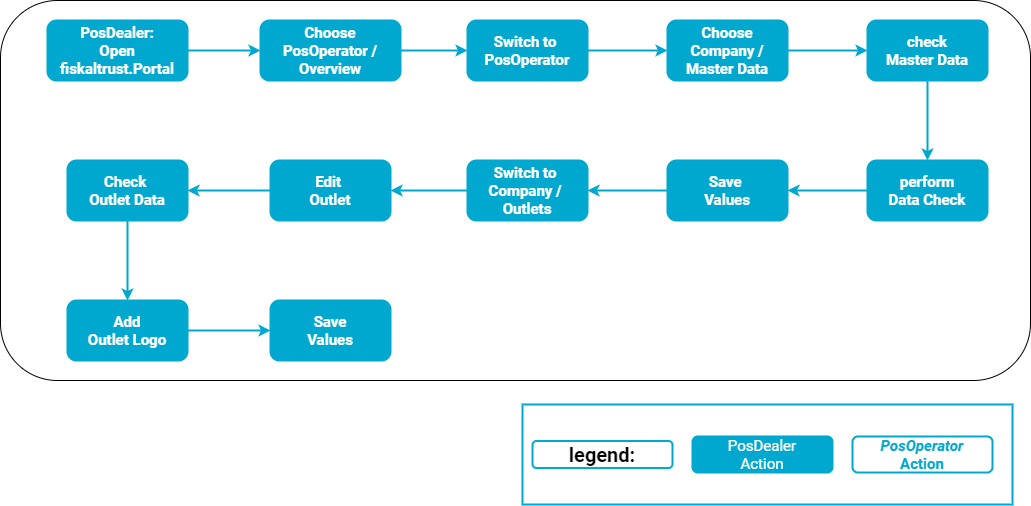 PosDealer:
Open
fiskaltrust.Portal
Choose
PosOperator /
Overview
Switch to
PosOperator
Choose
Company /
Master Data
check
Master Data
Check
Outlet Data
Edit
Outlet
Switch to
Company /
Outlets
Save
Values
perform
Data Check
Add
Outlet Logo
Save
Values
legend:
PosDealer
Action
PosOperator
Action